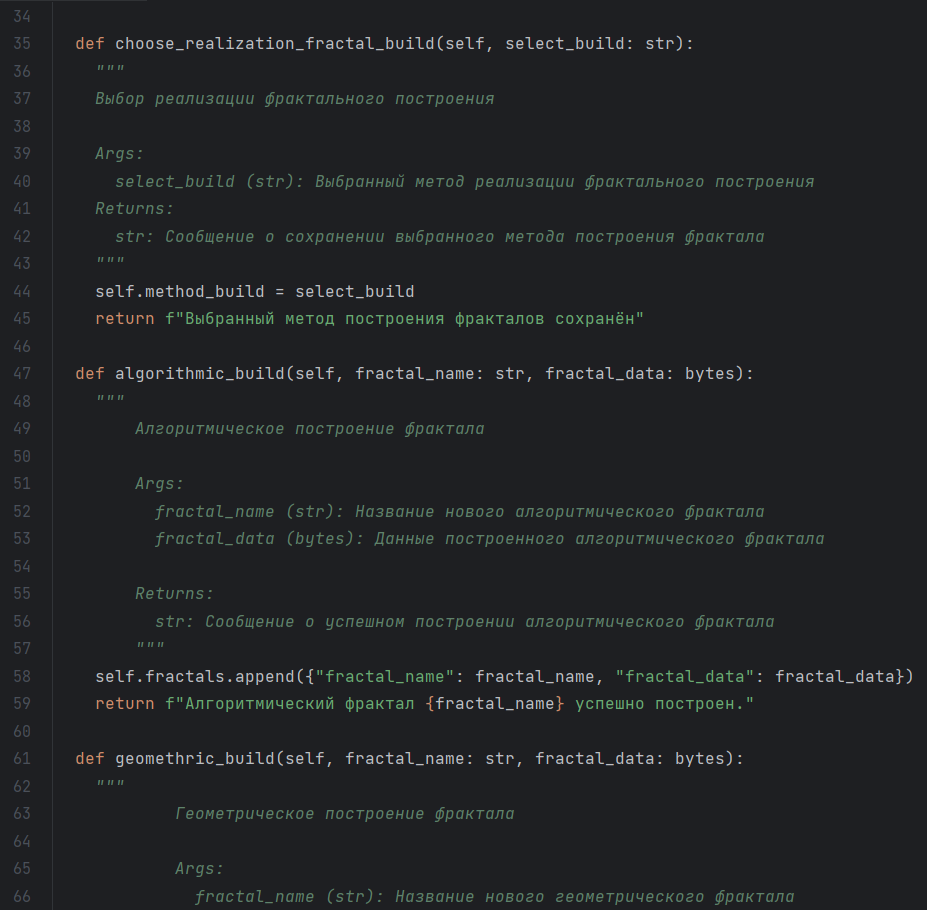 34
35 def choose_realization_fractal_build(self, select_build: str):
36 """
37 Выбор реализации фрактального построения
38
39 Args:
40 select_build (str): Выбранный метод реализации фрактального построения
41 Returns:
42 str: Сообщение о сохранении выбранного метода построения фрактала
43 """
44 self.method_build = select_build
45 return f"Выбранный метод построения фракталов сохранён"
46
47 def algorithmic_build(self, fractal_name: str, fractal_data: bytes):
48 """
49 Алгоритмическое построение фрактала
50
51 Args:
52 fractal_name (str): Название нового алгоритмического фрактала
53 fractal_data (bytes): Данные построенного алгоритмического фрактала
54
55 Returns:
56 str: Сообщение о успешном построении алгоритмического фрактала
57 """
58 self.fractals.append({"fractal_name": fractal_name, "fractal_data": fractal_data})
59 return f"Алгоритмический фрактал {fractal_name} успешно построен."
60
61 def geomethric_build(self, fractal_name: str, fractal_data: bytes):
62 """
63 Геометрическое построение фрактала
64
65 Args:
66 fractal_name (str): Название нового геометрического фрактала